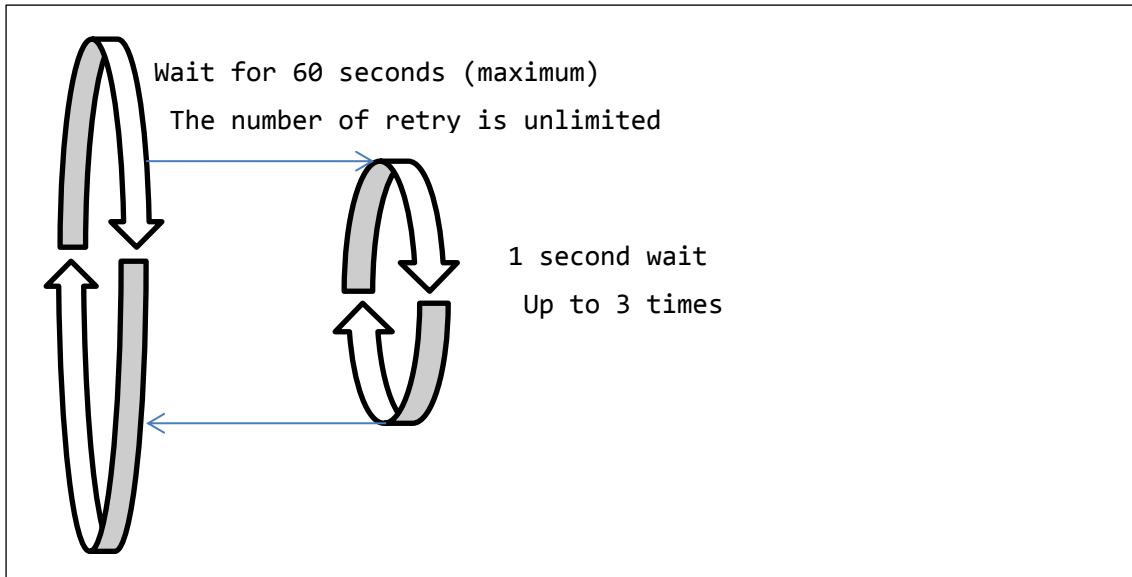 Wait for 60 seconds (maximum)
The number of retry is unlimited
1 second wait
Up to 3 times